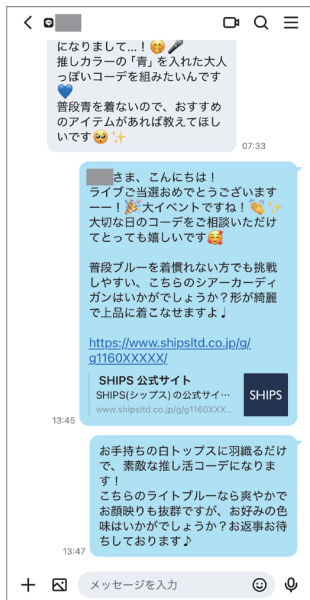 になりまして…！🤭🎤
推しカラーの「青」を入れた大人
っぽいコーデを組みたいんです
💙
普段青を着ないので、おすすめ
のアイテムがあれば教えてほし
いです🥺✨
07:33
さま、こんにちは！
ライブご当選おめでとうございます
ーー！🎉大イベントですね！👏✨
大切な日のコーデをご相談いただけ
てとっても嬉しいです🥰
普段ブルーを着慣れない方でも挑戦
しやすい、こちらのシアーカーディ
ガンはいかがでしょうか？形が綺麗
で上品に着こなせますよ♩
https://www.shipsltd.co.jp/g/
g1160XXXXX/
SHIPS 公式サイト
SHIPS(シップス)の公式サイ…
www.shipsltd.co.jp/g/g1160XXX...
SHIPS
13:45
お手持ちの白トップスに羽織るだけ
で、素敵な推し活コーデになりま
す！
こちらのライトブルーなら爽やかで
お顔映りも抜群ですが、お好みの色
味はいかがでしょうか？お返事お待
ちしております♪
13:47
メッセージを入力